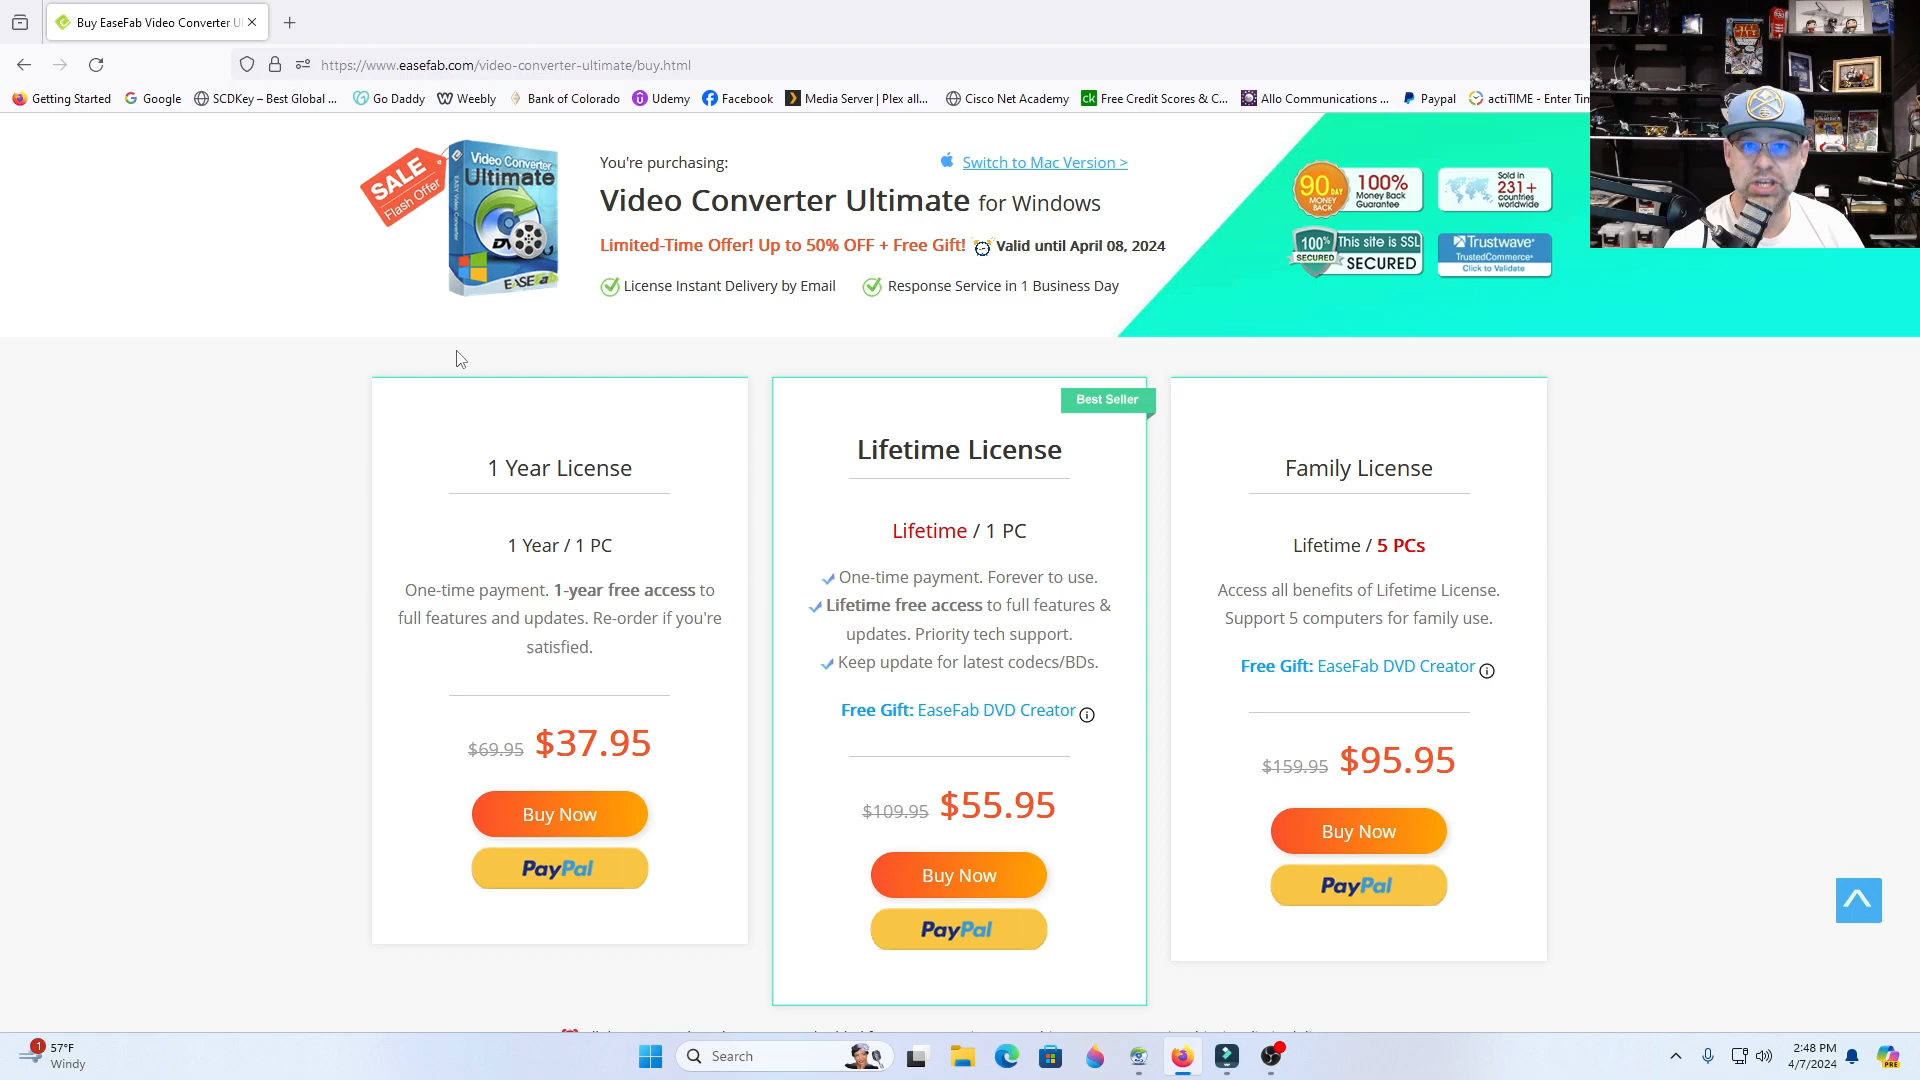 Buy EaseFab Video Converter U
https://www.easefab.com/video-converter-ultimate/buy.html
Getting Started
Google
SCDKey – Best Global ...
Go Daddy
Weebly
Bank of Colorado
Udemy
Facebook
Media Server | Plex all...
Cisco Net Academy
Free Credit Scores & C...
Allo Communications ...
Paypal
actiTIME - Enter Tim
SALE
Flash Offer
Video Converter
Ultimate
EASEFab
You're purchasing:
Switch to Mac Version >
Video Converter Ultimate for Windows
Limited-Time Offer! Up to 50% OFF + Free Gift! Valid until April 08, 2024
License Instant Delivery by Email
Response Service in 1 Business Day
90 DAY
MONEY
BACK
100%
Money Back
Guarantee
Sold in
231+
countries
worldwide
100%
SECURED
This site is SSL
SECURED
Trustwave
TrustedCommerce
Click to Validate
1 Year License
1 Year / 1 PC
One-time payment. 1-year free access to
full features and updates. Re-order if you're
satisfied.
$69.95 $37.95
Buy Now
PayPal
Best Seller
Lifetime License
Lifetime / 1 PC
One-time payment. Forever to use.
Lifetime free access to full features &
updates. Priority tech support.
Keep update for latest codecs/BDs.
Free Gift: EaseFab DVD Creator
$109.95 $55.95
Buy Now
PayPal
Family License
Lifetime / 5 PCs
Access all benefits of Lifetime License.
Support 5 computers for family use.
Free Gift: EaseFab DVD Creator
$159.95 $95.95
Buy Now
PayPal
1
57°F
Windy
Search
2:48 PM
4/7/2024
PRE